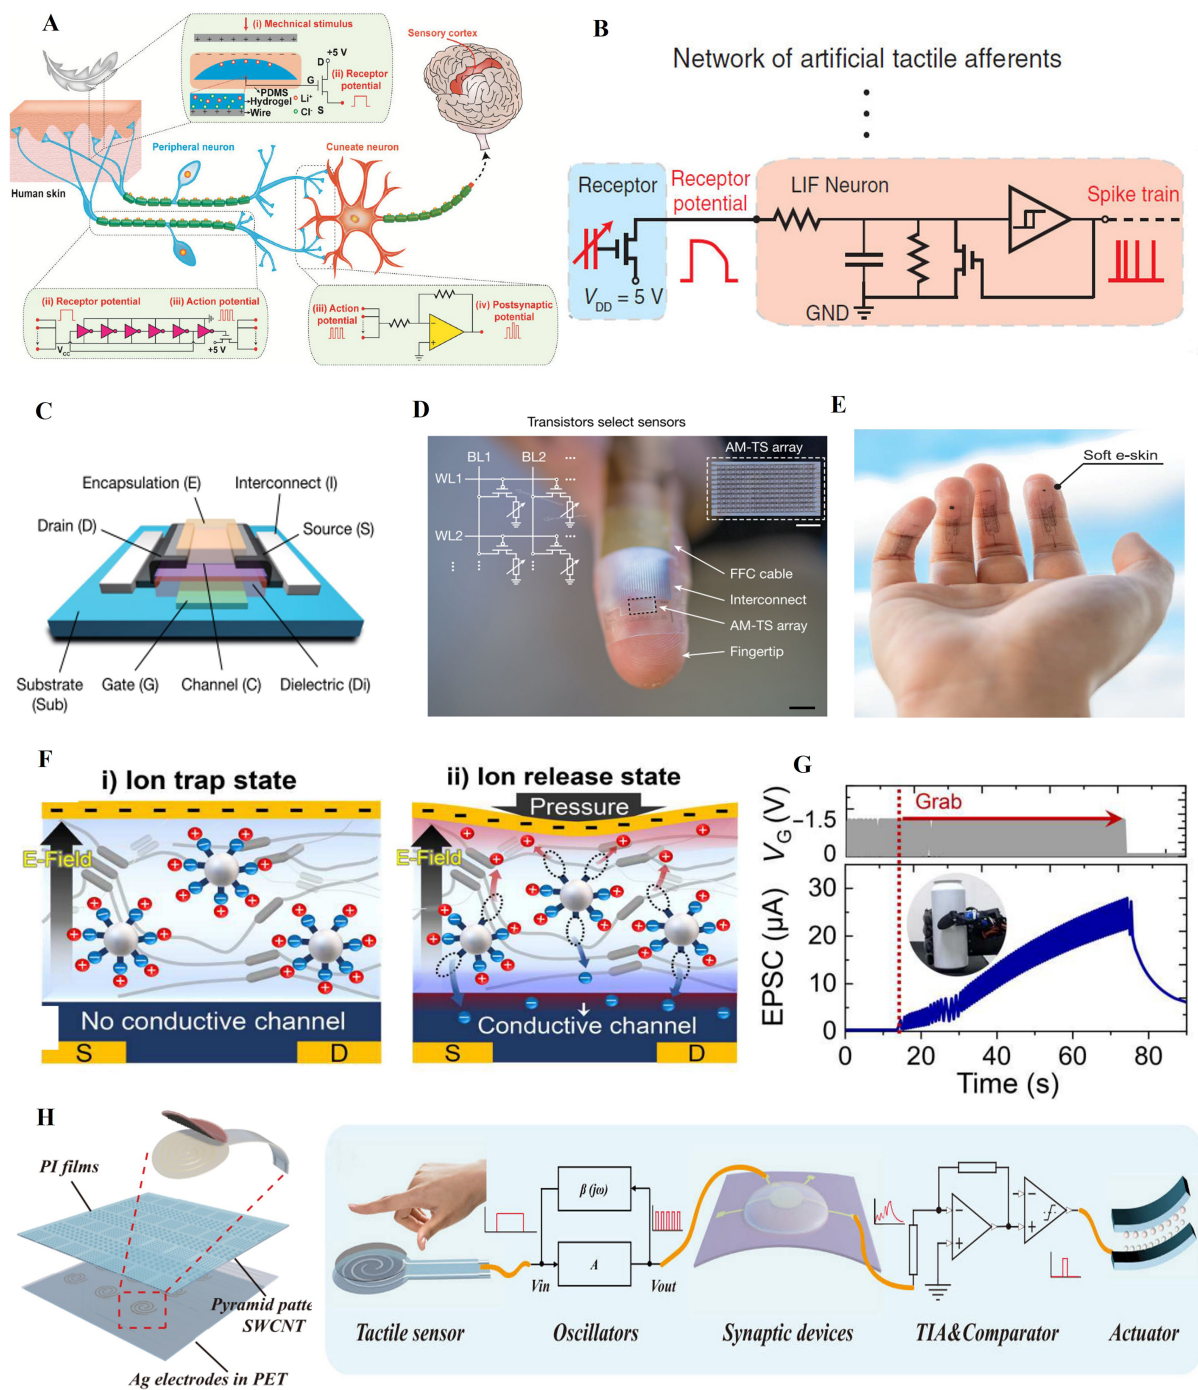 A
(i) Mechnical stimulus
+5 V
D
G
(ii) Receptor
potential
PDMS
Hydrogel
Wire
Li⁺
Cl⁻
S
Sensory cortex
Peripheral neuron
Cuneate neuron
Human skin
(ii) Receptor potential
(iii) Action potential
V_CC
+5 V
(iii) Action
potential
(iv) Postsynaptic
potential
B
Network of artificial tactile afferents
Receptor
Receptor
potential
LIF Neuron
Spike train
V_DD = 5 V
GND
C
Encapsulation (E)
Interconnect (I)
Drain (D)
Source (S)
Substrate
(Sub)
Gate (G)
Channel (C)
Dielectric (Di)
D
Transistors select sensors
BL1
BL2
...
WL1
...
WL2
...
AM-TS array
FFC cable
Interconnect
AM-TS array
Fingertip
E
Soft e-skin
F
i) Ion trap state
E-Field
No conductive channel
S
D
ii) Ion release state
Pressure
E-Field
Conductive channel
S
D
G
V_G (V)
−1.5
0
Grab
EPSC (μA)
30
20
10
0
0
20
40
60
80
Time (s)
H
PI films
Pyramid patte
SWCNT
Ag electrodes in PET
β (jω)
A
Vin
Vout
Tactile sensor
Oscillators
Synaptic devices
TIA&Comparator
Actuator